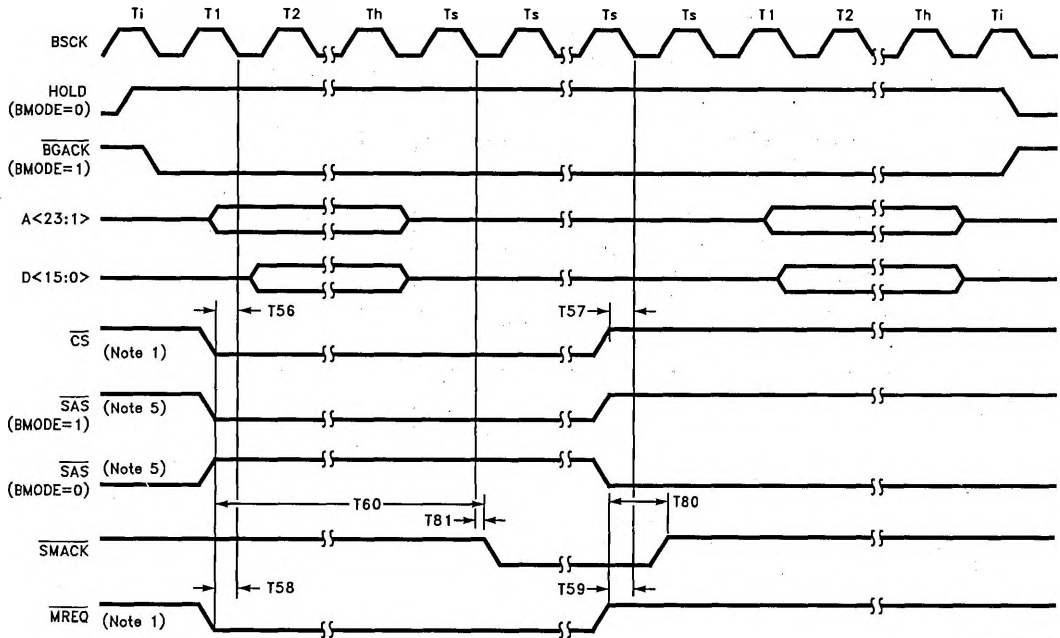 Ti T1 T2 Th Ts Ts Ts Ts T1 T2 Th Ti
BSCK
HOLD
(BMODE=0)
BGACK
(BMODE=1)
A<23:1>
D<15:0>
T56 T57
CS (Note 1)
SAS (Note 5)
(BMODE=1)
SAS (Note 5)
(BMODE=0)
T60 T80
T81
SMACK
T58 T59
MREQ (Note 1)